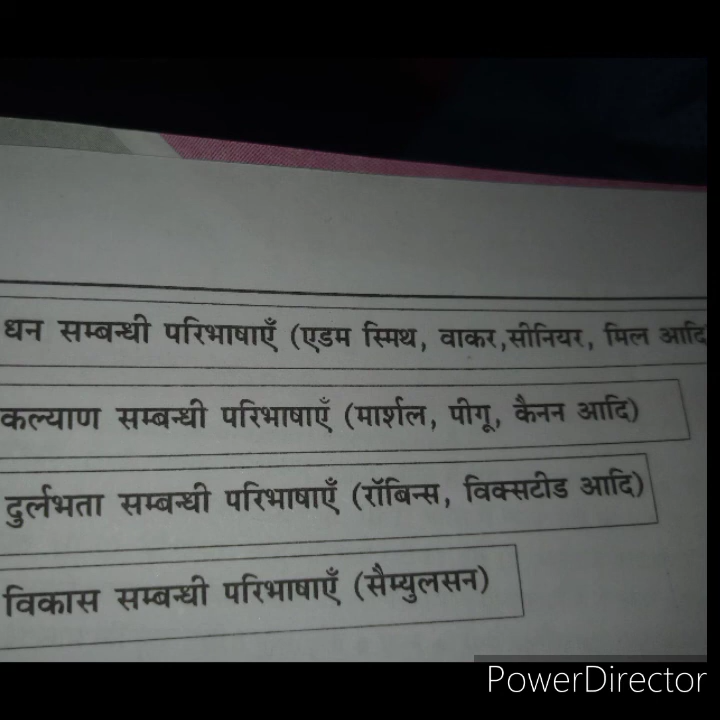 धन सम्बन्धी परिभाषाएँ (एडम स्मिथ, वाकर,सीनियर, मिल आदि
कल्याण सम्बन्धी परिभाषाएँ (मार्शल, पीगू, कैनन आदि)
दुर्लभता सम्बन्धी परिभाषाएँ (रॉबिन्स, विक्सटीड आदि)
विकास सम्बन्धी परिभाषाएँ (सैम्युलसन)
PowerDirector